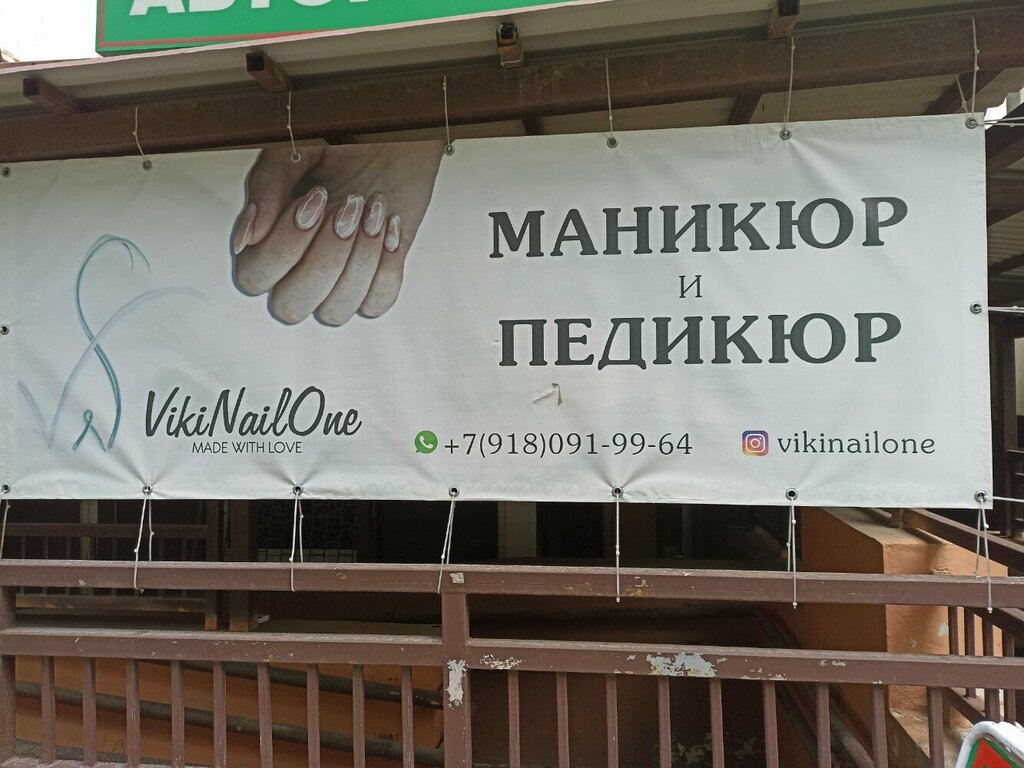 МАНИКЮР
И
ПЕДИКЮР
VikiNailOne
MADE WITH LOVE
+7(918)091-99-64
vikinailone